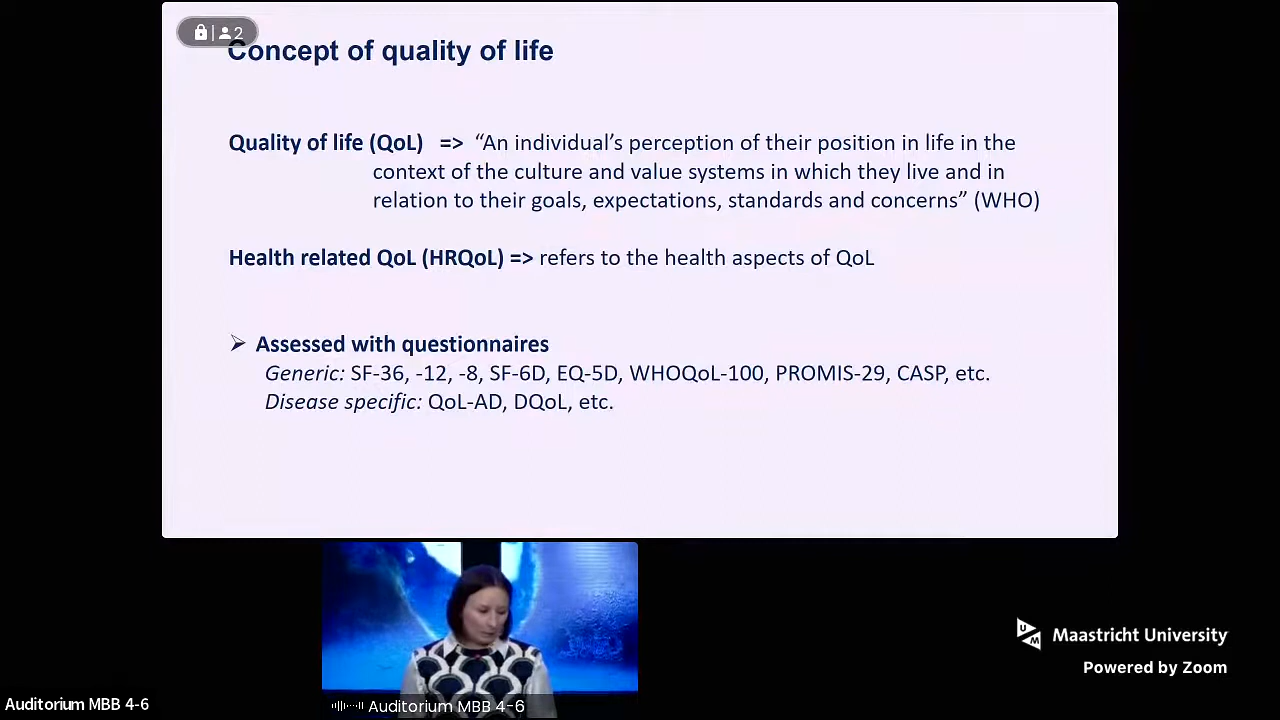 2
Concept of quality of life
Quality of life (QoL) => “An individual’s perception of their position in life in the
context of the culture and value systems in which they live and in
relation to their goals, expectations, standards and concerns” (WHO)
Health related QoL (HRQoL) => refers to the health aspects of QoL
➢ Assessed with questionnaires
Generic: SF-36, -12, -8, SF-6D, EQ-5D, WHOQoL-100, PROMIS-29, CASP, etc.
Disease specific: QoL-AD, DQoL, etc.
UM Maastricht University
Powered by Zoom
Auditorium MBB 4-6
Auditorium MBB 4-6